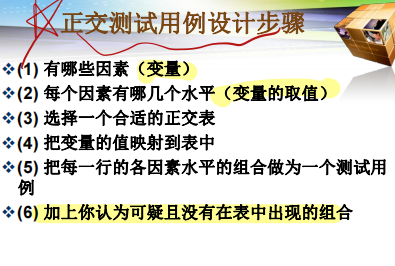 正交测试用例设计步骤
❖(1) 有哪些因素（变量）
❖(2) 每个因素有哪几个水平（变量的取值）
❖(3) 选择一个合适的正交表
❖(4) 把变量的值映射到表中
❖(5) 把每一行的各因素水平的组合做为一个测试用
例
❖(6) 加上你认为可疑且没有在表中出现的组合